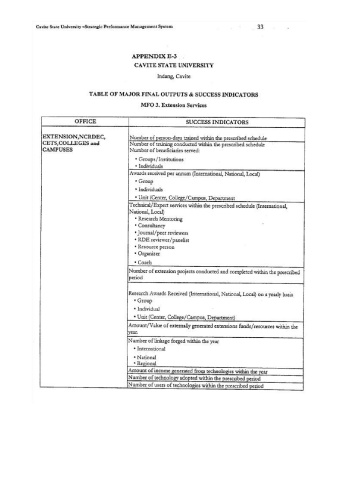 Cavite State University -Strategic Performance Management System 33
APPENDIX E-3
CAVITE STATE UNIVERSITY
Indang, Cavite
TABLE OF MAJOR FINAL OUTPUTS & SUCCESS INDICATORS
MFO 3. Extension Services
OFFICE SUCCESS INDICATORS
EXTENSION,NCRDEC,
CETS,COLLEGES and
CAMPUSES
Number of person-days trained within the prescribed schedule
Number of training conducted within the prescribed schedule
Number of beneficiaries served:
• Groups/Institutions
• Individuals
Awards received per annum (International, National, Local)
• Group
• Individuals
• Unit (Center, College/Campus, Department
Technical/Expert services within the prescribed schedule (International,
National, Local)
• Research Mentoring
• Consultancy
• Journal/peer reviewers
• RDE reviewer/panelist
• Resource person
• Organizer
• Coach
Number of extension projects conducted and completed within the prescribed
period
Research Awards Received (International, National, Local) on a yearly basis
• Group
• Individual
• Unit (Center, College/Campus, Department)
Amount/Value of externally generated extensions funds/resources within the
year
Number of linkage forged within the year
• International
• National
• Regional
Amount of income generated from technologies within the year
Number of technology adopted within the prescribed period
Number of users of technologies within the prescribed period